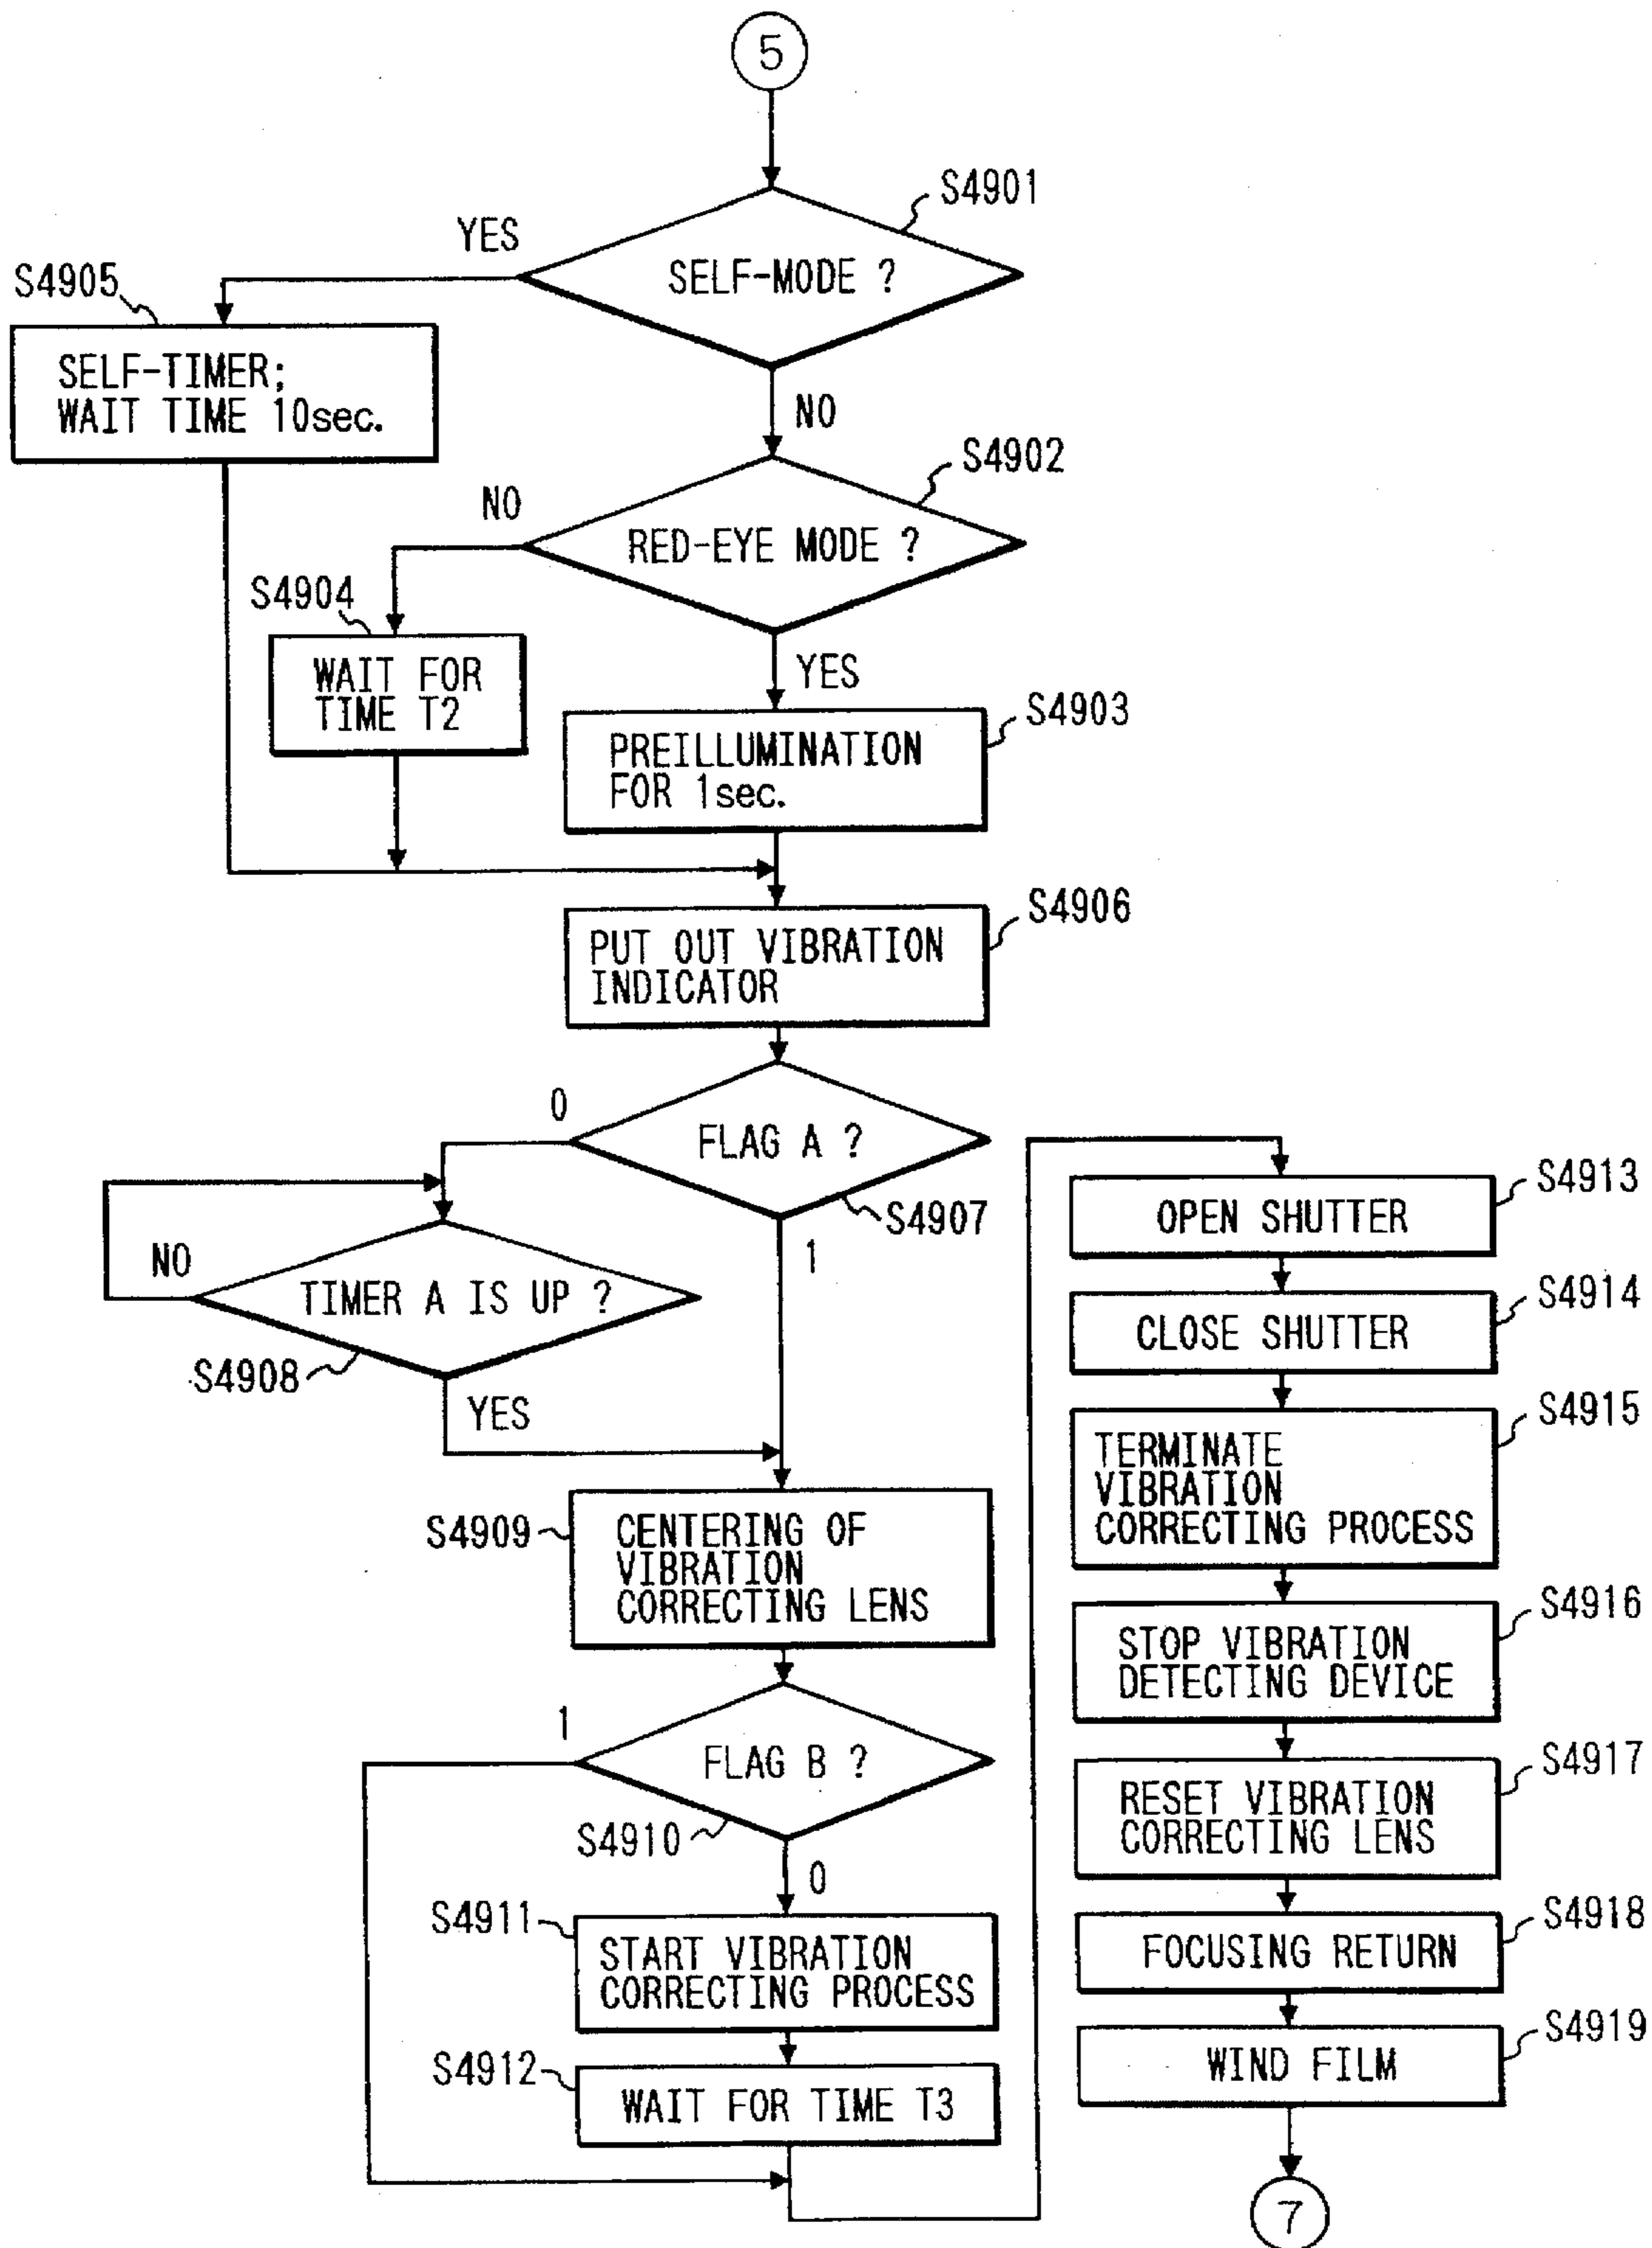 5
S4901
YES
SELF-MODE ?
S4905
SELF-TIMER;
WAIT TIME 10sec.
NO
S4902
NO
RED-EYE MODE ?
S4904
WAIT FOR
TIME T2
YES
S4903
PREILLUMINATION
FOR 1sec.
S4906
PUT OUT VIBRATION
INDICATOR
0
FLAG A ?
S4907
1
NO
TIMER A IS UP ?
S4908
YES
S4909
CENTERING OF
VIBRATION
CORRECTING LENS
1
FLAG B ?
S4910
0
S4911
START VIBRATION
CORRECTING PROCESS
S4912
WAIT FOR TIME T3
S4913
OPEN SHUTTER
S4914
CLOSE SHUTTER
S4915
TERMINATE
VIBRATION
CORRECTING PROCESS
S4916
STOP VIBRATION
DETECTING DEVICE
S4917
RESET VIBRATION
CORRECTING LENS
S4918
FOCUSING RETURN
S4919
WIND FILM
7